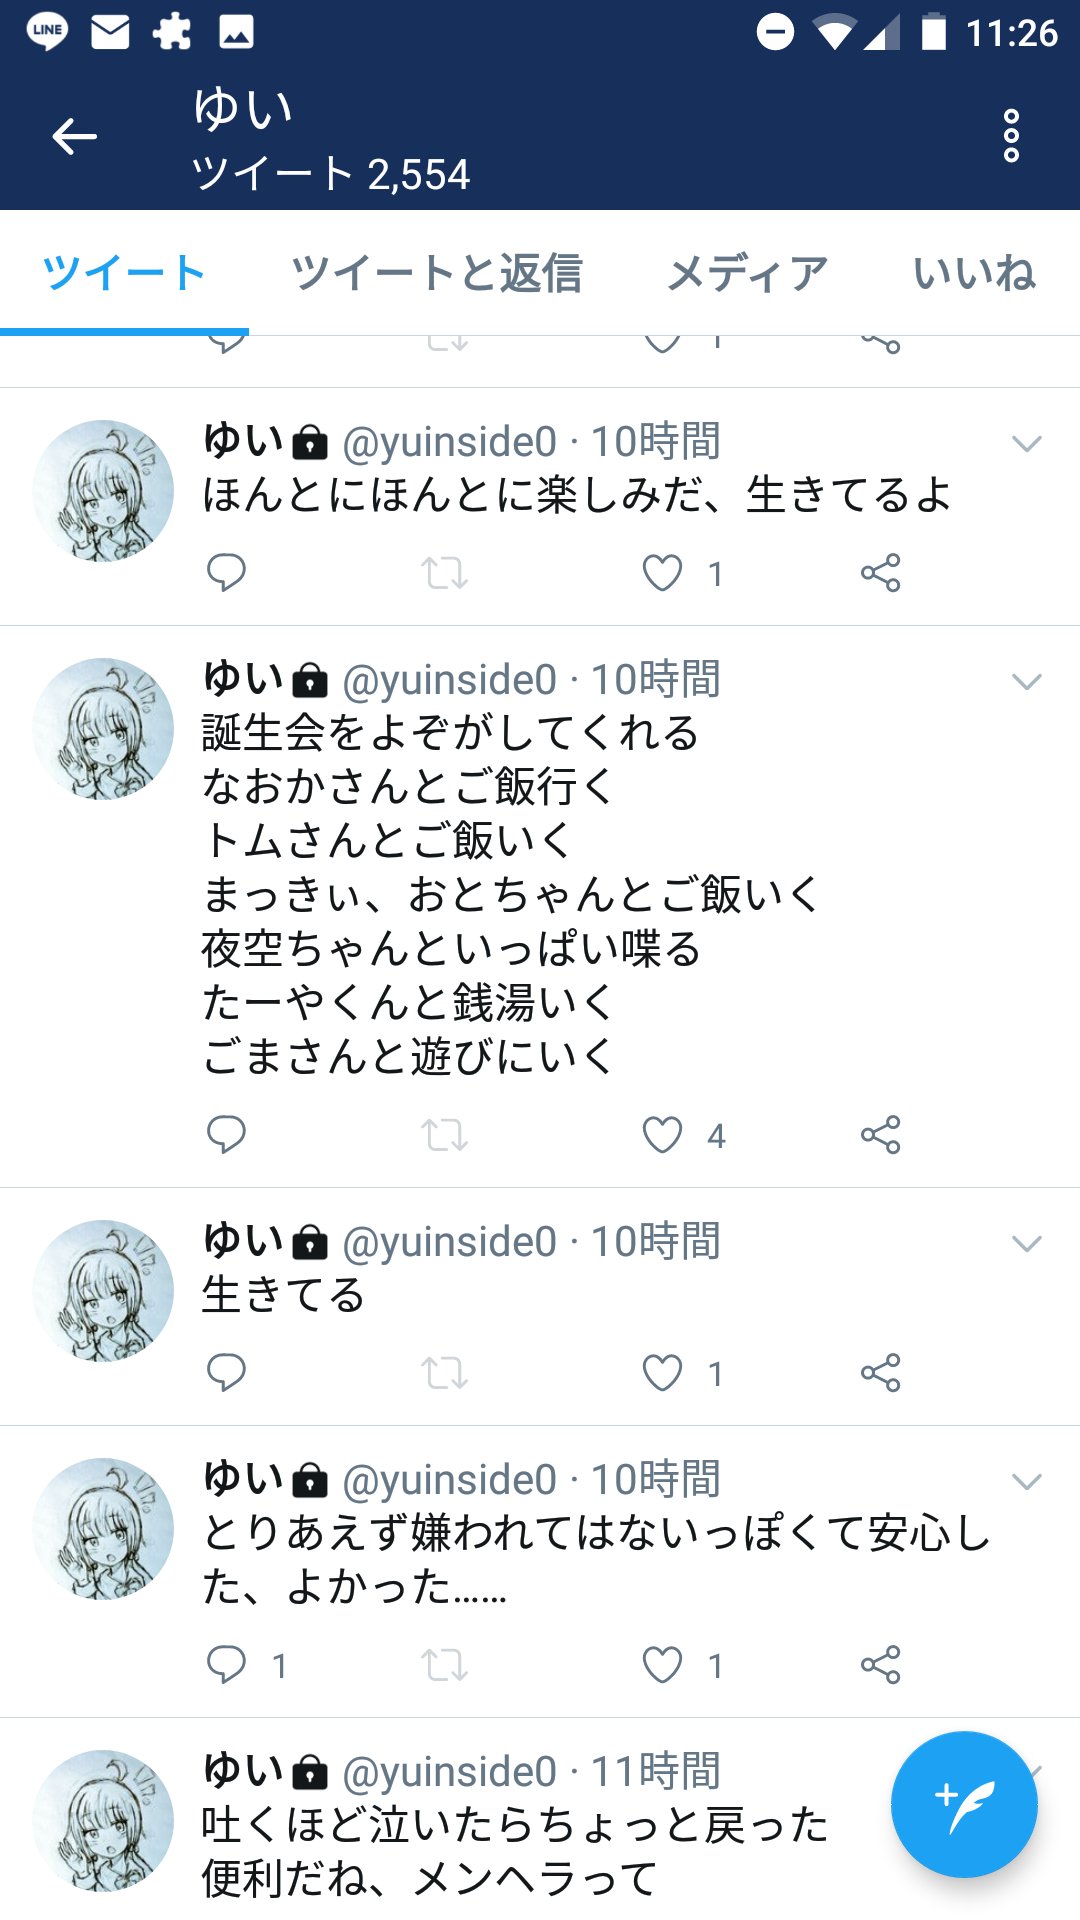 LINE
11:26
ゆい
ツイート 2,554
ツイート ツイートと返信 メディア いいね
1
ゆい @yuinside0 · 10時間
ほんとにほんとに楽しみだ、生きてるよ
1
ゆい @yuinside0 · 10時間
誕生会をよぞがしてくれる
なおかさんとご飯行く
トムさんとご飯いく
まっきぃ、おとちゃんとご飯いく
夜空ちゃんといっぱい喋る
たーやくんと銭湯いく
ごまさんと遊びにいく
4
ゆい @yuinside0 · 10時間
生きてる
1
ゆい @yuinside0 · 10時間
とりあえず嫌われてはないっぽくて安心し
た、よかった……
1 1
ゆい @yuinside0 · 11時間
吐くほど泣いたらちょっと戻った
便利だね、メンヘラって